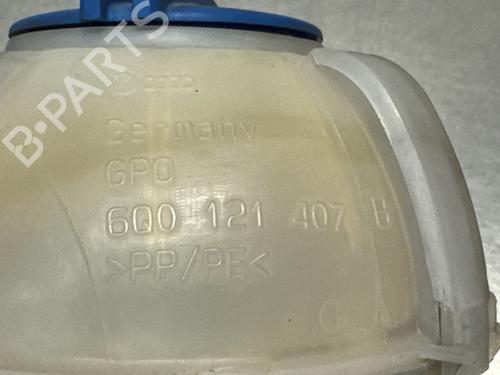 B-PARTS
Germany
GPO
6Q0 121 407 B
>PP/PE<